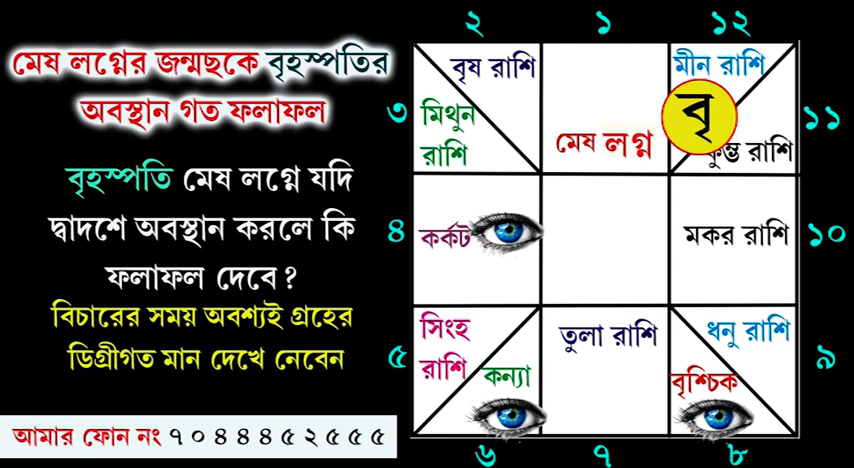 মেষ লগ্নের জন্মছকে বৃহস্পতির
অবস্থান গত ফলাফল
বৃহস্পতি মেষ লগ্নে যদি
দ্বাদশে অবস্থান করলে কি
ফলাফল দেবে?
বিচারের সময় অবশ্যই গ্রহের
ডিগ্রীগত মান দেখে নেবেন
আমার ফোন নং ৭০৪৪৪৫২৫৫৫
২ ১ ১২
বৃষ রাশি
মীন রাশি
বৃ
৩
মিথুন
রাশি
মেষ লগ্ন
কুম্ভ রাশি
১১
৪
কর্কট
মকর রাশি
১০
৫
সিংহ
রাশি
কন্যা
তুলা রাশি
ধনু রাশি
বৃশ্চিক
৯
৬ ৭ ৮